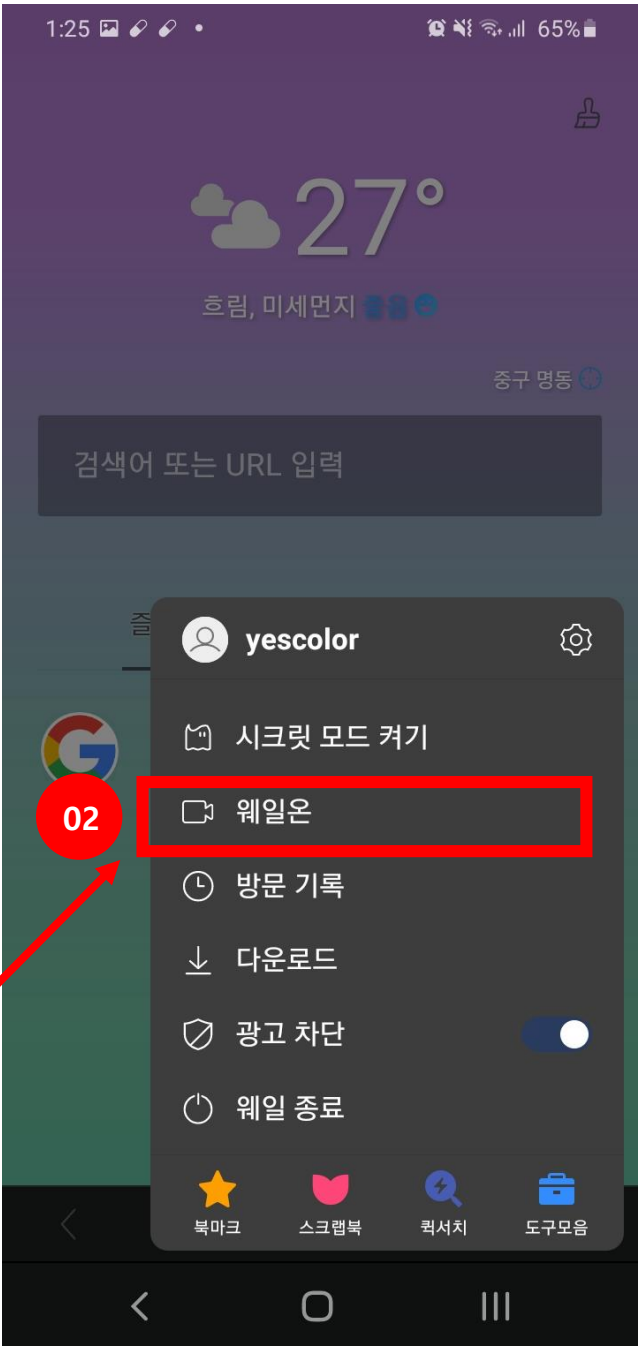 1:25
65%
27°
흐림, 미세먼지 좋음
중구 명동
검색어 또는 URL 입력
즐
yescolor
시크릿 모드 켜기
02
웨일온
방문 기록
다운로드
광고 차단
웨일 종료
북마크 스크랩북 퀵서치 도구모음